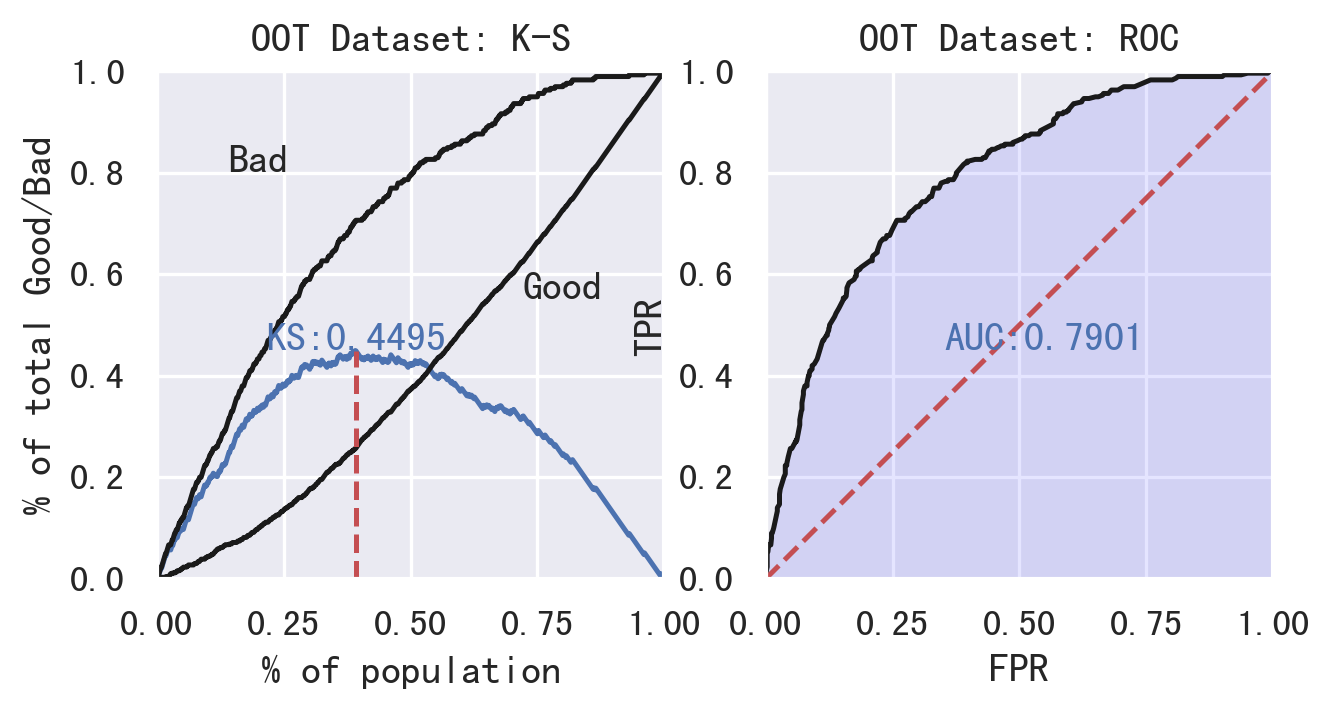 OOT Dataset: K-S
% of total Good/Bad
1.0
0.8
0.6
0.4
0.2
0.0
Bad
Good
KS:0.4495
0.00 0.25 0.50 0.75 1.00
% of population
OOT Dataset: ROC
TPR
1.0
0.8
0.6
0.4
0.2
0.0
AUC:0.7901
0.00 0.25 0.50 0.75 1.00
FPR